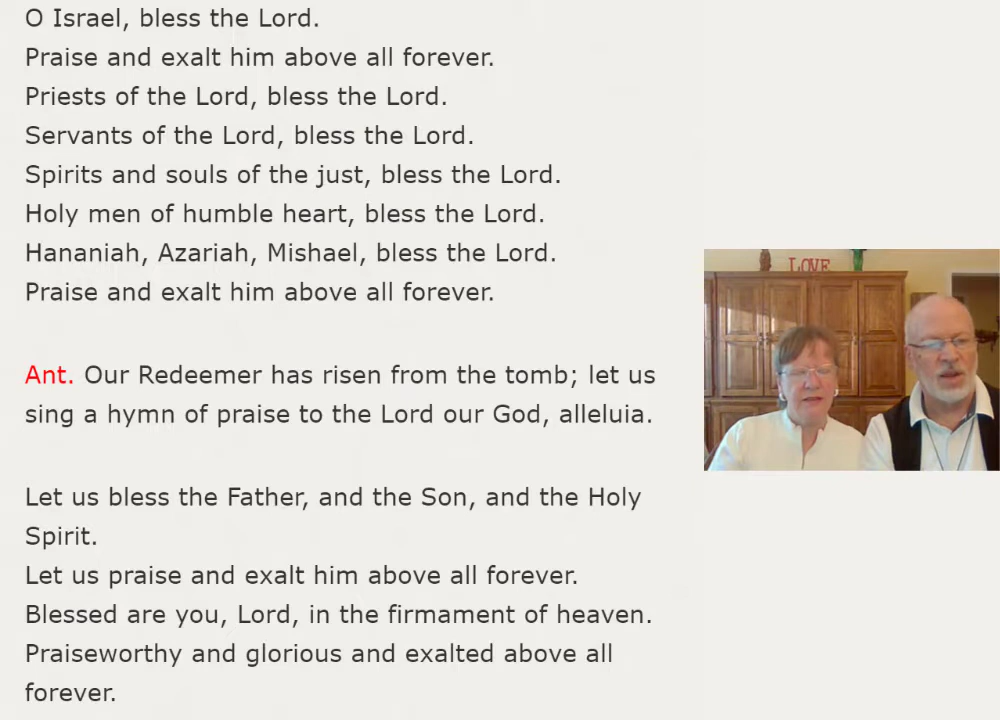 O Israel, bless the Lord.
Praise and exalt him above all forever.
Priests of the Lord, bless the Lord.
Servants of the Lord, bless the Lord.
Spirits and souls of the just, bless the Lord.
Holy men of humble heart, bless the Lord.
Hananiah, Azariah, Mishael, bless the Lord.
Praise and exalt him above all forever.
Ant. Our Redeemer has risen from the tomb; let us
sing a hymn of praise to the Lord our God, alleluia.
Let us bless the Father, and the Son, and the Holy
Spirit.
Let us praise and exalt him above all forever.
Blessed are you, Lord, in the firmament of heaven.
Praiseworthy and glorious and exalted above all
forever.
LOVE